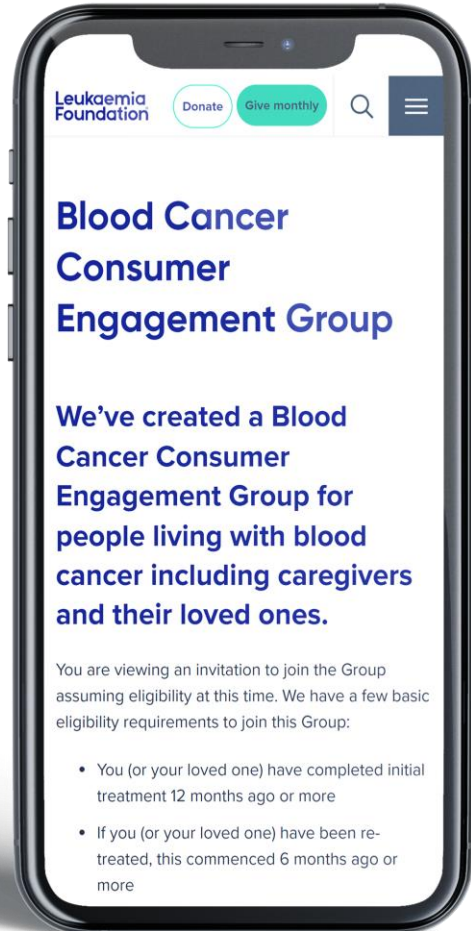 Leukaemia
Foundation
Donate
Give monthly
Blood Cancer
Consumer
Engagement Group
We've created a Blood
Cancer Consumer
Engagement Group for
people living with blood
cancer including caregivers
and their loved ones.
You are viewing an invitation to join the Group
assuming eligibility at this time. We have a few basic
eligibility requirements to join this Group:
• You (or your loved one) have completed initial
treatment 12 months ago or more
• If you (or your loved one) have been re-
treated, this commenced 6 months ago or
more